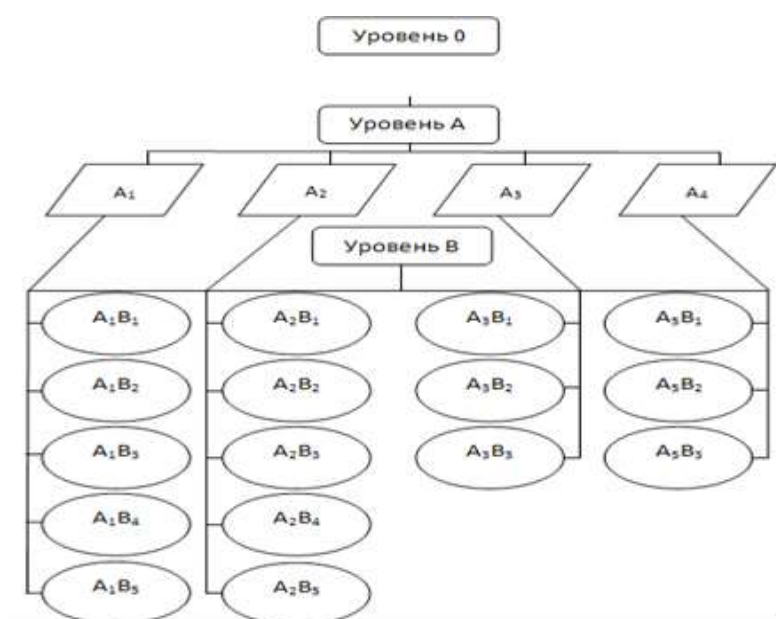 Уровень 0
Уровень А
A₁ A₂ A₃ A₄
Уровень В
A₁B₁ A₂B₁ A₃B₁ A₅B₁
A₁B₂ A₂B₂ A₃B₂ A₅B₂
A₁B₃ A₂B₃ A₃B₃ A₅B₃
A₁B₄ A₂B₄
A₁B₅ A₂B₅